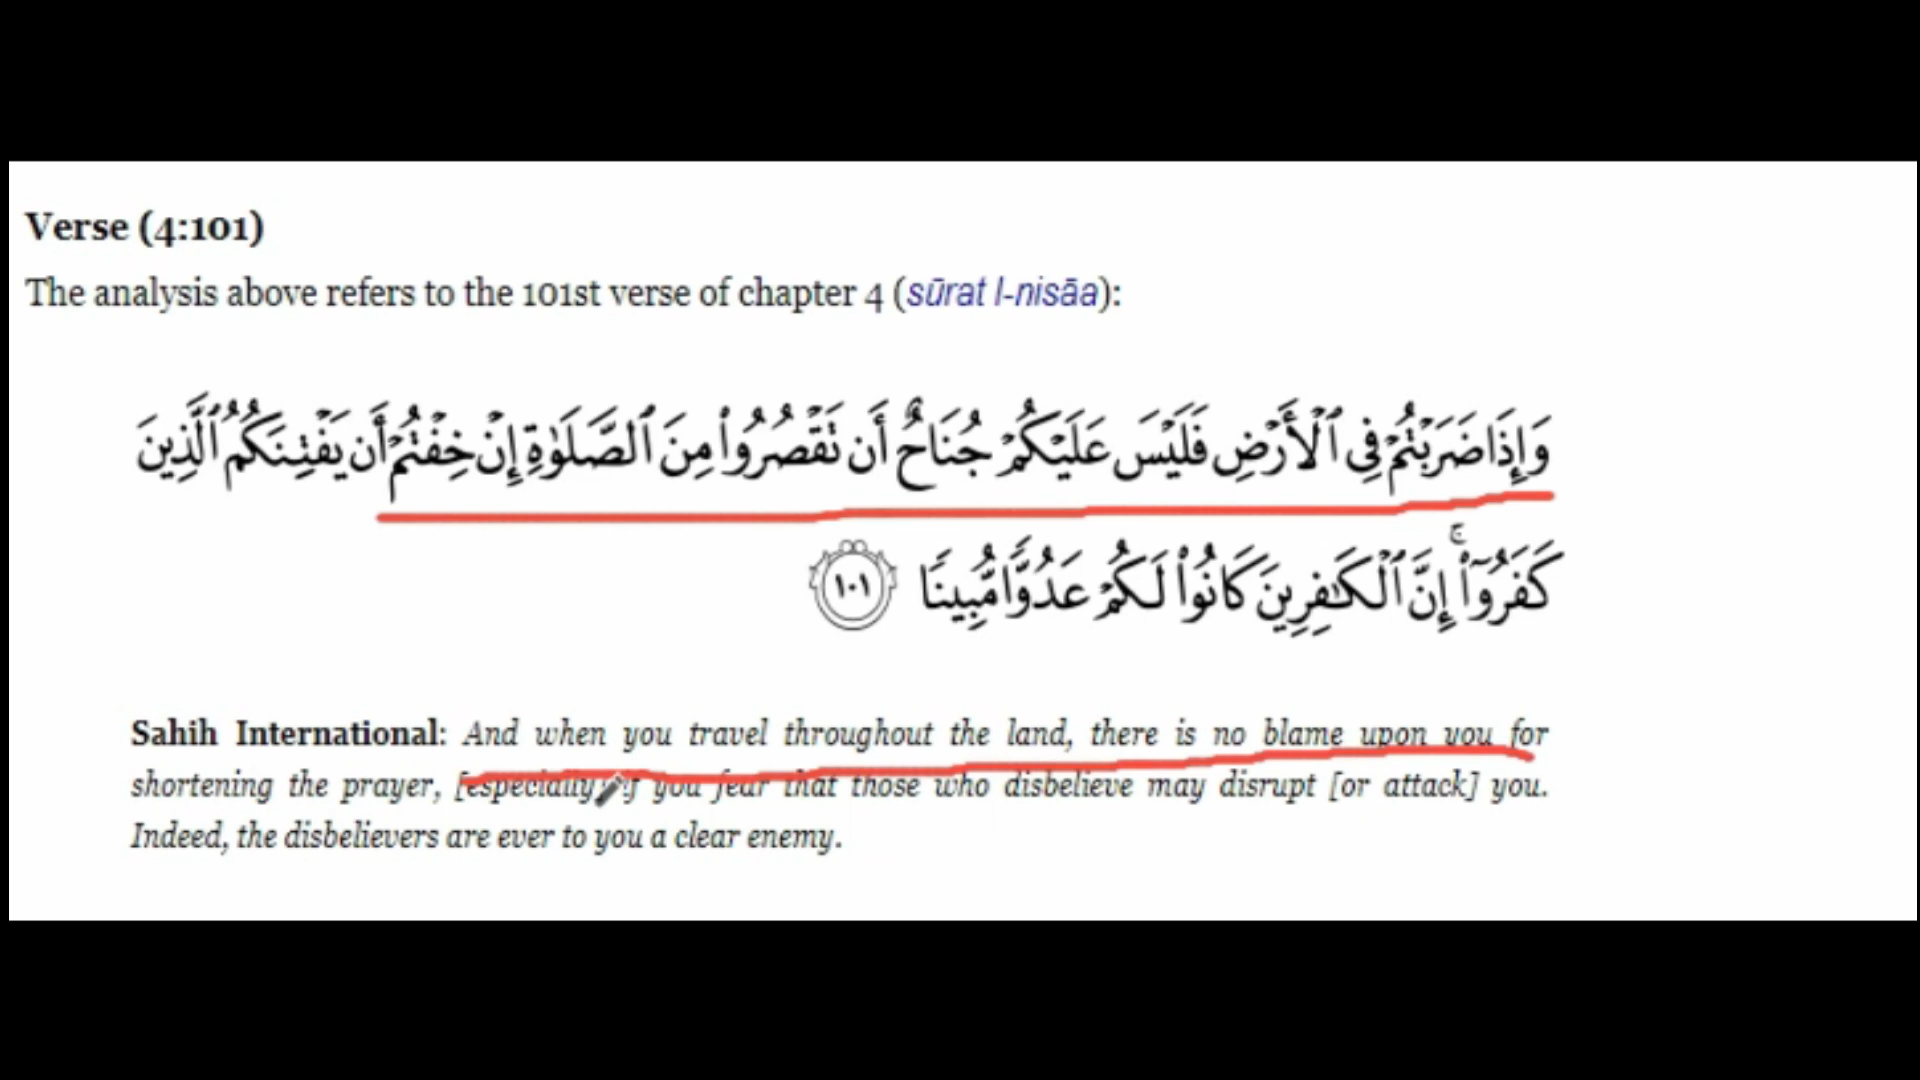 Verse (4:101)
The analysis above refers to the 101st verse of chapter 4 (sūrat l-nisāa):
وَإِذَا ضَرَبْتُمْ فِي ٱلْأَرْضِ فَلَيْسَ عَلَيْكُمْ جُنَاحٌ أَن تَقْصُرُوا۟ مِنَ ٱلصَّلَوٰةِ إِنْ خِفْتُمْ أَن يَفْتِنَكُمُ ٱلَّذِينَ
كَفَرُوٓا۟ ۚ إِنَّ ٱلْكَـٰفِرِينَ كَانُوا۟ لَكُمْ عَدُوًّا مُّبِينًا ١٠١
Sahih International: And when you travel throughout the land, there is no blame upon you for
shortening the prayer, [especially] if you fear that those who disbelieve may disrupt [or attack] you.
Indeed, the disbelievers are ever to you a clear enemy.